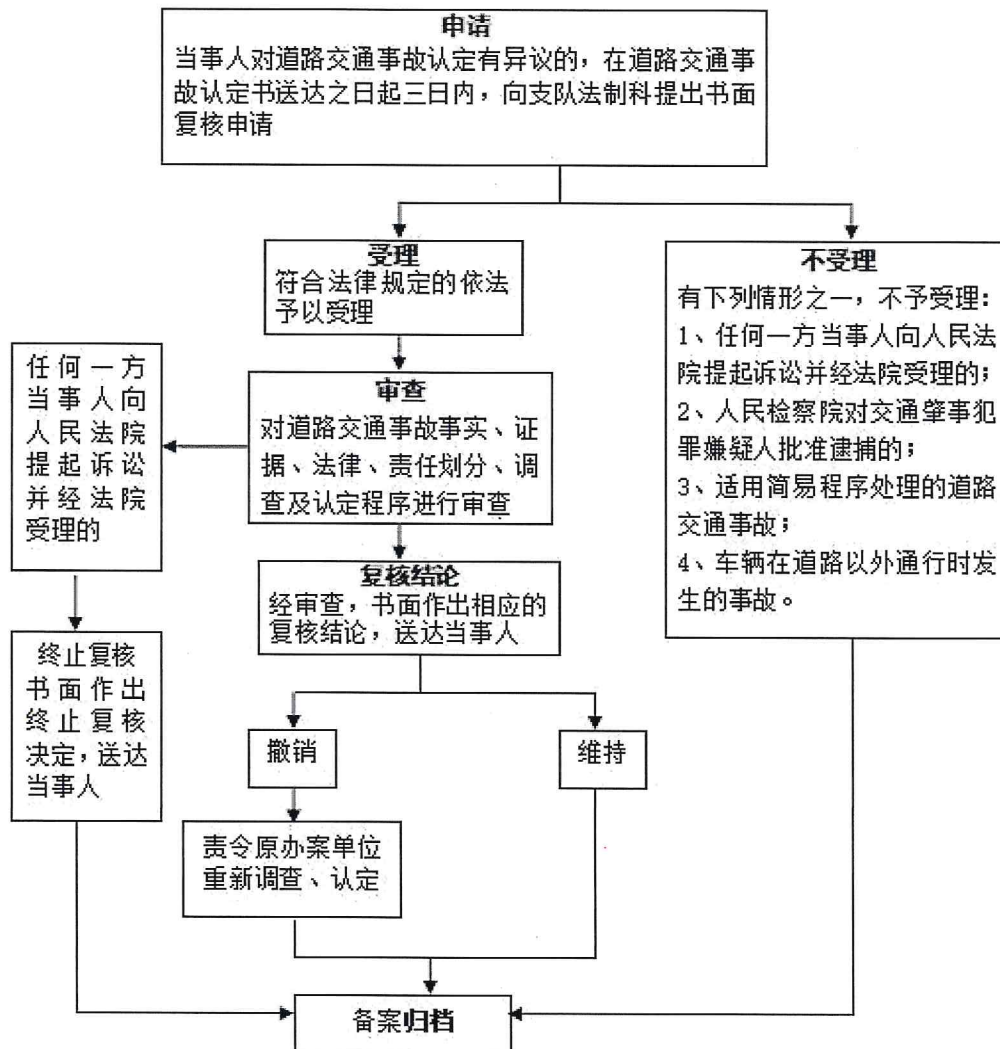 申请
当事人对道路交通事故认定有异议的，在道路交通事
故认定书送达之日起三日内，向支队法制科提出书面
复核申请
受理
符合法律规定的依法
予以受理
不受理
有下列情形之一，不予受理：
1、任何一方当事人向人民法
院提起诉讼并经法院受理的；
2、人民检察院对交通肇事犯
罪嫌疑人批准逮捕的；
3、适用简易程序处理的道路
交通事故；
4、车辆在道路以外通行时发
生的事故。
任何一方
当事人向
人民法院
提起诉讼
并经法院
受理的
审查
对道路交通事故事实、证
据、法律、责任划分、调
查及认定程序进行审查
复核结论
经审查，书面作出相应的
复核结论，送达当事人
终止复核
书面作出
终止复核
决定，送达
当事人
撤销
维持
责令原办案单位
重新调查、认定
备案归档